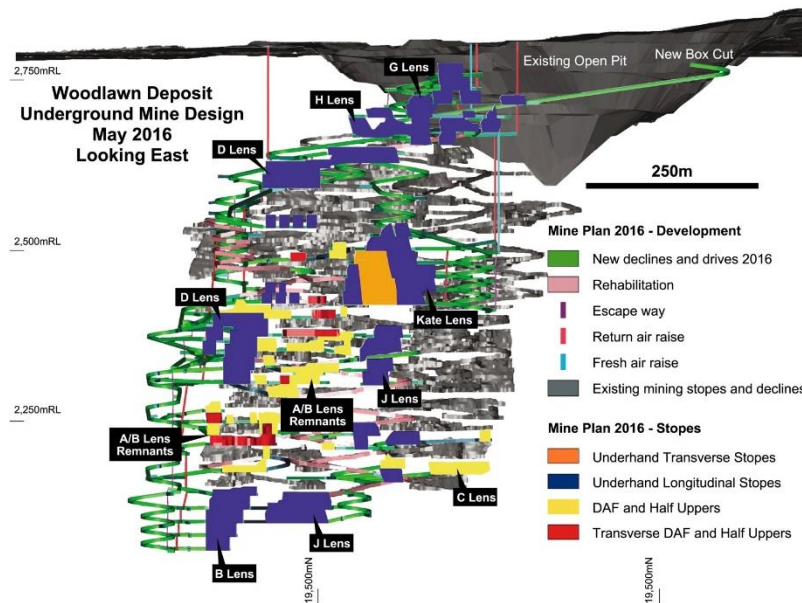 2,750mRL
Woodlawn Deposit
Underground Mine Design
May 2016
Looking East
G Lens
H Lens
D Lens
Existing Open Pit
New Box Cut
250m
2,500mRL
D Lens
Kate Lens
J Lens
A/B Lens
Remnants
2,250mRL
A/B Lens
Remnants
C Lens
J Lens
B Lens
19,500mN
19,500mN
Mine Plan 2016 - Development
New declines and drives 2016
Rehabilitation
Escape way
Return air raise
Fresh air raise
Existing mining stopes and declines
Mine Plan 2016 - Stopes
Underhand Transverse Stopes
Underhand Longitudinal Stopes
DAF and Half Uppers
Transverse DAF and Half Uppers